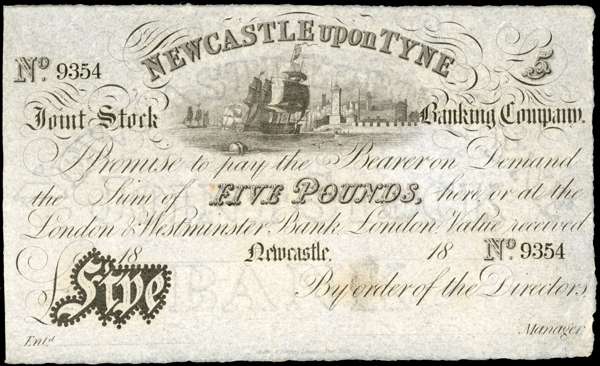 NEWCASTLE upon TYNE
No. 9354
5
Joint Stock Banking Company.
I Promise to pay the Bearer on Demand
the Sum of FIVE POUNDS, here, or at the
London & Westminster Bank, London, Value received
18 Newcastle, 18 No. 9354
£ Five
By order of the Directors,
Entd. Manager.